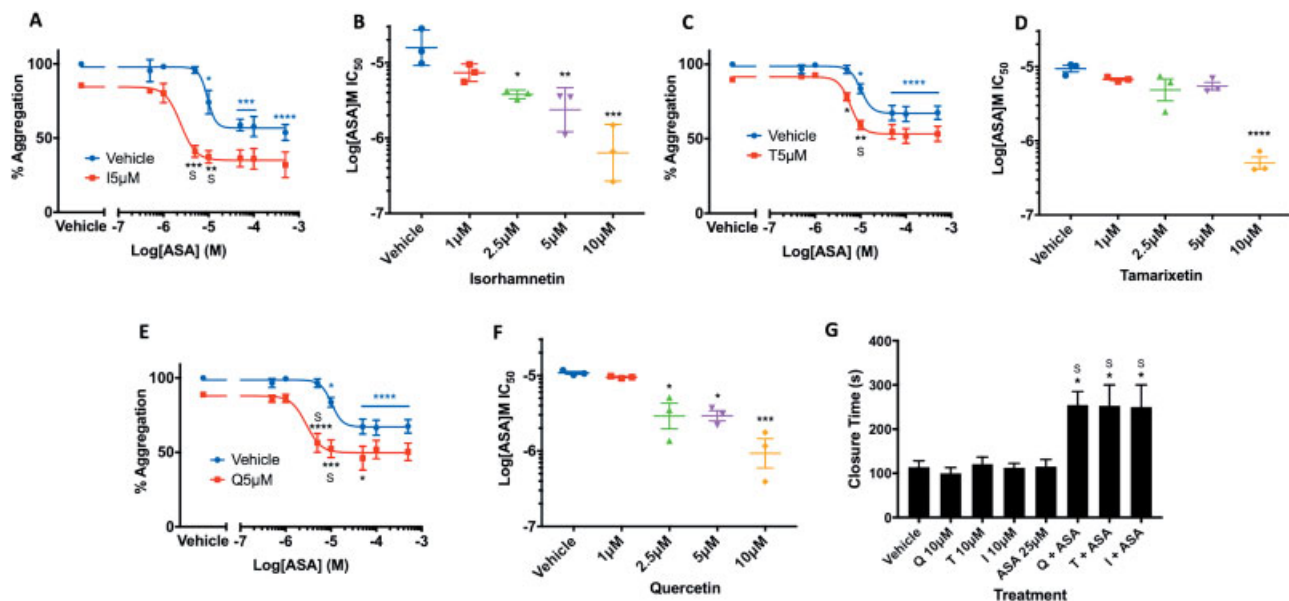 A
% Aggregation
100
50
0
*
***
****
Vehicle
I5µM
***
S
**
S
Vehicle -7 -6 -5 -4 -3
Log[ASA] (M)
B
Log[ASA]M IC50
-5
-6
-7
*
**
***
Vehicle
1µM
2.5µM
5µM
10µM
Isorhamnetin
C
% Aggregation
100
50
0
*
****
Vehicle
T5µM
*
**
S
Vehicle -7 -6 -5 -4 -3
Log[ASA] (M)
D
Log[ASA]M IC50
-5
-6
-7
****
Vehicle
1µM
2.5µM
5µM
10µM
Tamarixetin
E
% Aggregation
100
50
0
*
****
S
****
Vehicle
Q5µM
***
S
*
Vehicle -7 -6 -5 -4 -3
Log[ASA] (M)
F
Log[ASA]M IC50
-5
-6
-7
*
*
***
Vehicle
1µM
2.5µM
5µM
10µM
Quercetin
G
Closure Time (s)
400
300
200
100
0
S
*
S
*
S
*
Vehicle
Q 10µM
T 10µM
I 10µM
ASA 25µM
Q + ASA
T + ASA
I + ASA
Treatment